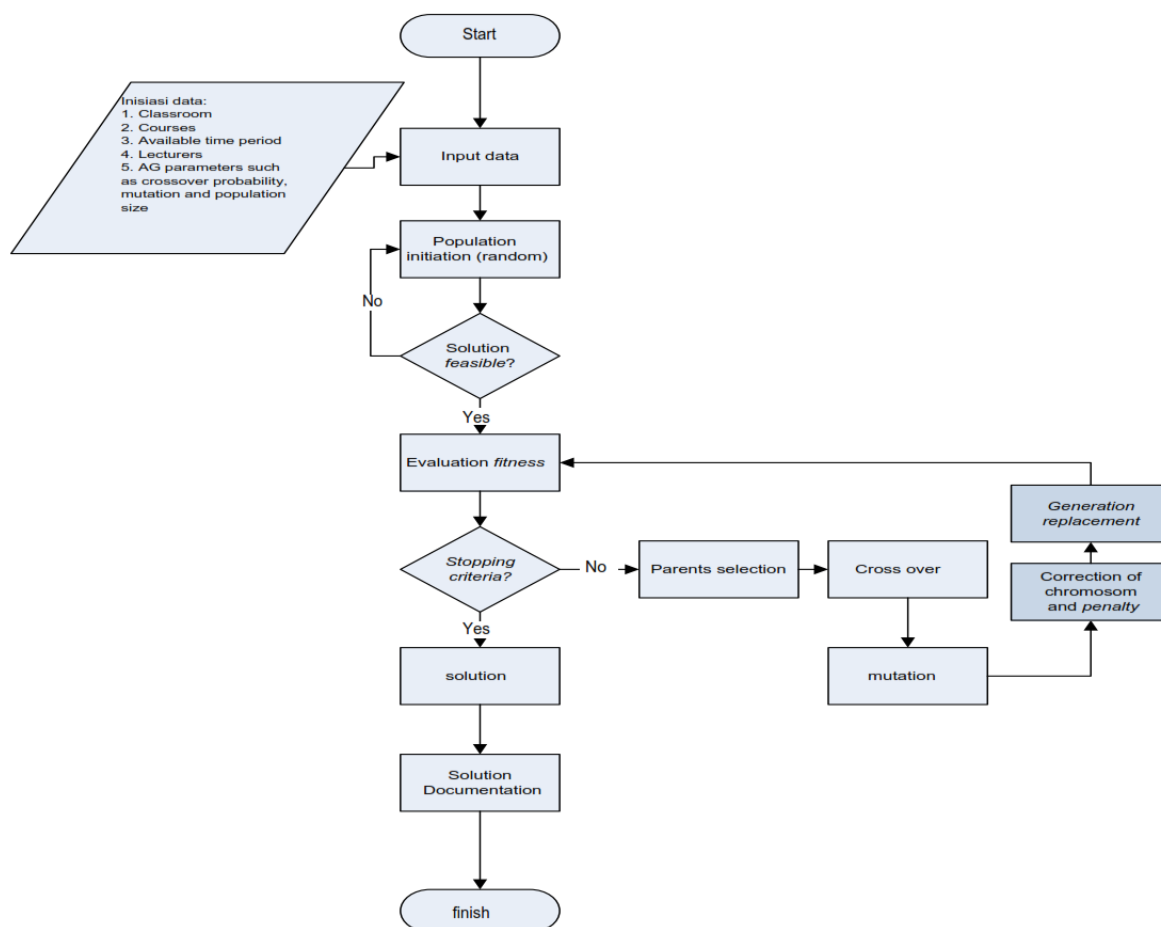 Start
Inisiasi data:
1. Classroom
2. Courses
3. Available time period
4. Lecturers
5. AG parameters such
as crossover probability,
mutation and population
size
Input data
Population
initiation (random)
No
Solution
feasible?
Yes
Evaluation fitness
Stopping
criteria?
No
Parents selection
Cross over
mutation
Correction of
chromosom
and penalty
Generation
replacement
Yes
solution
Solution
Documentation
finish